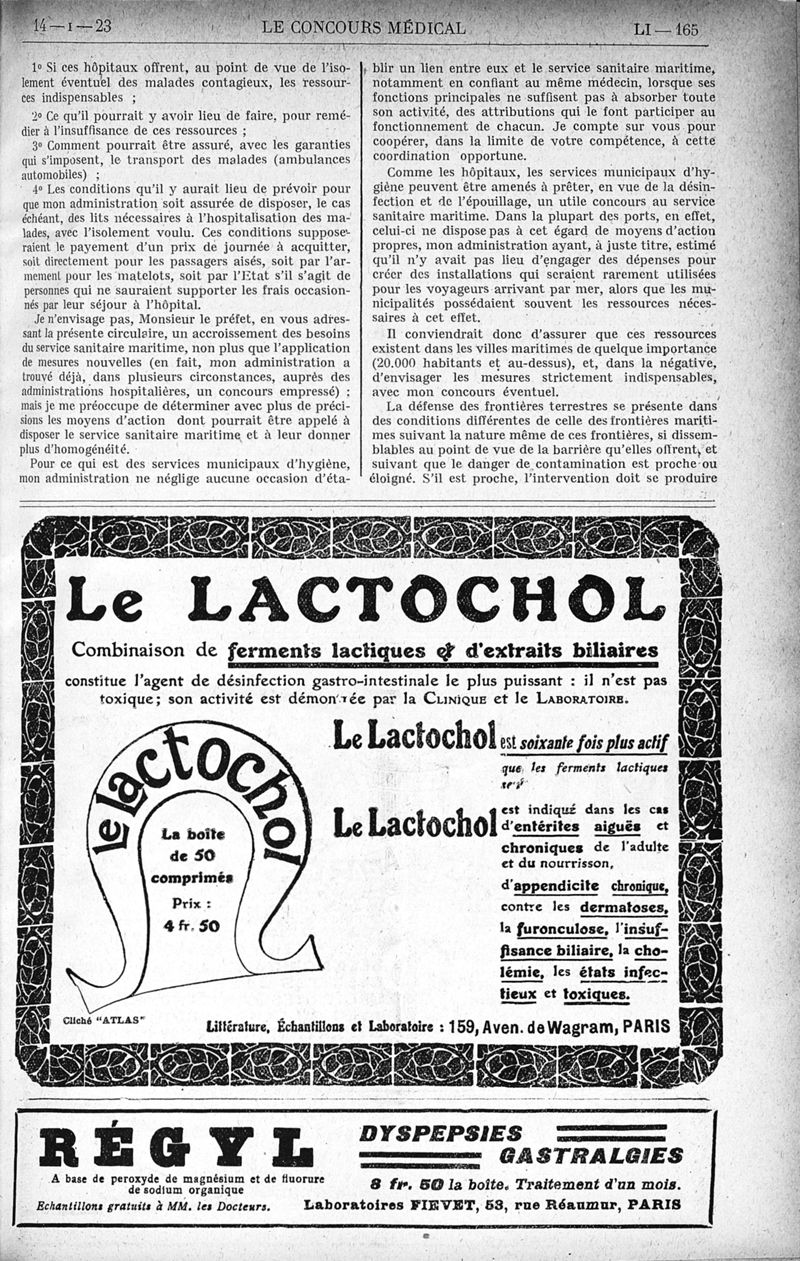 14—I—23
LE CONCOURS MÉDICAL
LI — 165
1º Si ces hôpitaux offrent, au point de vue de l'iso-
lement éventuel des malades contagieux, les ressour-
ces indispensables ;
2º Ce qu'il pourrait y avoir lieu de faire, pour remé-
dier à l'insuffisance de ces ressources ;
3º Comment pourrait être assuré, avec les garanties
qui s'imposent, le transport des malades (ambulances
automobiles) ;
4º Les conditions qu'il y aurait lieu de prévoir pour
que mon administration soit assurée de disposer, le cas
échéant, des lits nécessaires à l'hospitalisation des ma-
lades, avec l'isolement voulu. Ces conditions suppose-
raient le payement d'un prix de journée à acquitter,
soit directement pour les passagers aisés, soit par l'ar-
mement pour les matelots, soit par l'Etat s'il s'agit de
personnes qui ne sauraient supporter les frais occasion-
nés par leur séjour à l'hôpital.
Je n'envisage pas, Monsieur le préfet, en vous adres-
sant la présente circulaire, un accroissement des besoins
du service sanitaire maritime, non plus que l'application
de mesures nouvelles (en fait, mon administration a
trouvé déjà, dans plusieurs circonstances, auprès des
administrations hospitalières, un concours empressé) ;
mais je me préoccupe de déterminer avec plus de préci-
sions les moyens d'action dont pourrait être appelé à
disposer le service sanitaire maritime et à leur donner
plus d'homogénéité.
Pour ce qui est des services municipaux d'hygiène,
mon administration ne néglige aucune occasion d'éta-
blir un lien entre eux et le service sanitaire maritime,
notamment en confiant au même médecin, lorsque ses
fonctions principales ne suffisent pas à absorber toute
son activité, des attributions qui le font participer au
fonctionnement de chacun. Je compte sur vous pour
coopérer, dans la limite de votre compétence, à cette
coordination opportune.
Comme les hôpitaux, les services municipaux d'hy-
giène peuvent être amenés à prêter, en vue de la désin-
fection et de l'épouillage, un utile concours au service
sanitaire maritime. Dans la plupart des ports, en effet,
celui-ci ne dispose pas à cet égard de moyens d'action
propres, mon administration ayant, à juste titre, estimé
qu'il n'y avait pas lieu d'engager des dépenses pour
créer des installations qui seraient rarement utilisées
pour les voyageurs arrivant par mer, alors que les mu-
nicipalités possédaient souvent les ressources néces-
saires à cet effet.
Il conviendrait donc d'assurer que ces ressources
existent dans les villes maritimes de quelque importance
(20.000 habitants et au-dessus), et, dans la négative,
d'envisager les mesures strictement indispensables,
avec mon concours éventuel.
La défense des frontières terrestres se présente dans
des conditions différentes de celle des frontières mariti-
mes suivant la nature même de ces frontières, si dissem-
blables au point de vue de la barrière qu'elles offrent, et
suivant que le danger de contamination est proche ou
éloigné. S'il est proche, l'intervention doit se produire
Le LACTOCHOL
Combinaison de ferments lactiques & d'extraits biliaires
constitue l'agent de désinfection gastro-intestinale le plus puissant : il n'est pas
toxique ; son activité est démontrée par la CLINIQUE et le LABORATOIRE.
le lactochol
La boîte
de 50
comprimés
Prix :
4 fr. 50
Cliché "ATLAS"
Le Lactochol est soixante fois plus actif
que les ferments lactiques
Le Lactochol est indiqué dans les cas
d'entérites aiguës et
chroniques de l'adulte
et du nourrisson,
d'appendicite chronique,
contre les dermatoses,
la furonculose, l'insuf-
fisance biliaire, la cho-
lémie, les états infec-
tieux et toxiques.
Littérature, Échantillons et Laboratoire : 159, Aven. de Wagram, PARIS
RÉGYL
A base de peroxyde de magnésium et de fluorure
de sodium organique
Echantillons gratuits à MM. les Docteurs.
DYSPEPSIES
GASTRALGIES
8 fr. 50 la boîte. Traitement d'un mois.
Laboratoires FIEVET, 53, rue Réaumur, PARIS